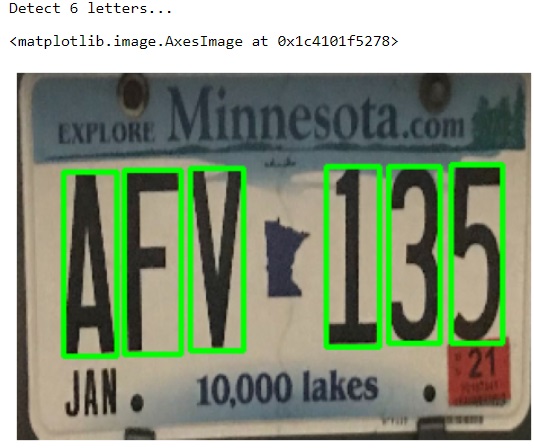 Detect 6 letters...
<matplotlib.image.AxesImage at 0x1c4101f5278>
EXPLORE Minnesota.com
AFV 135
21
JAN
10,000 lakes